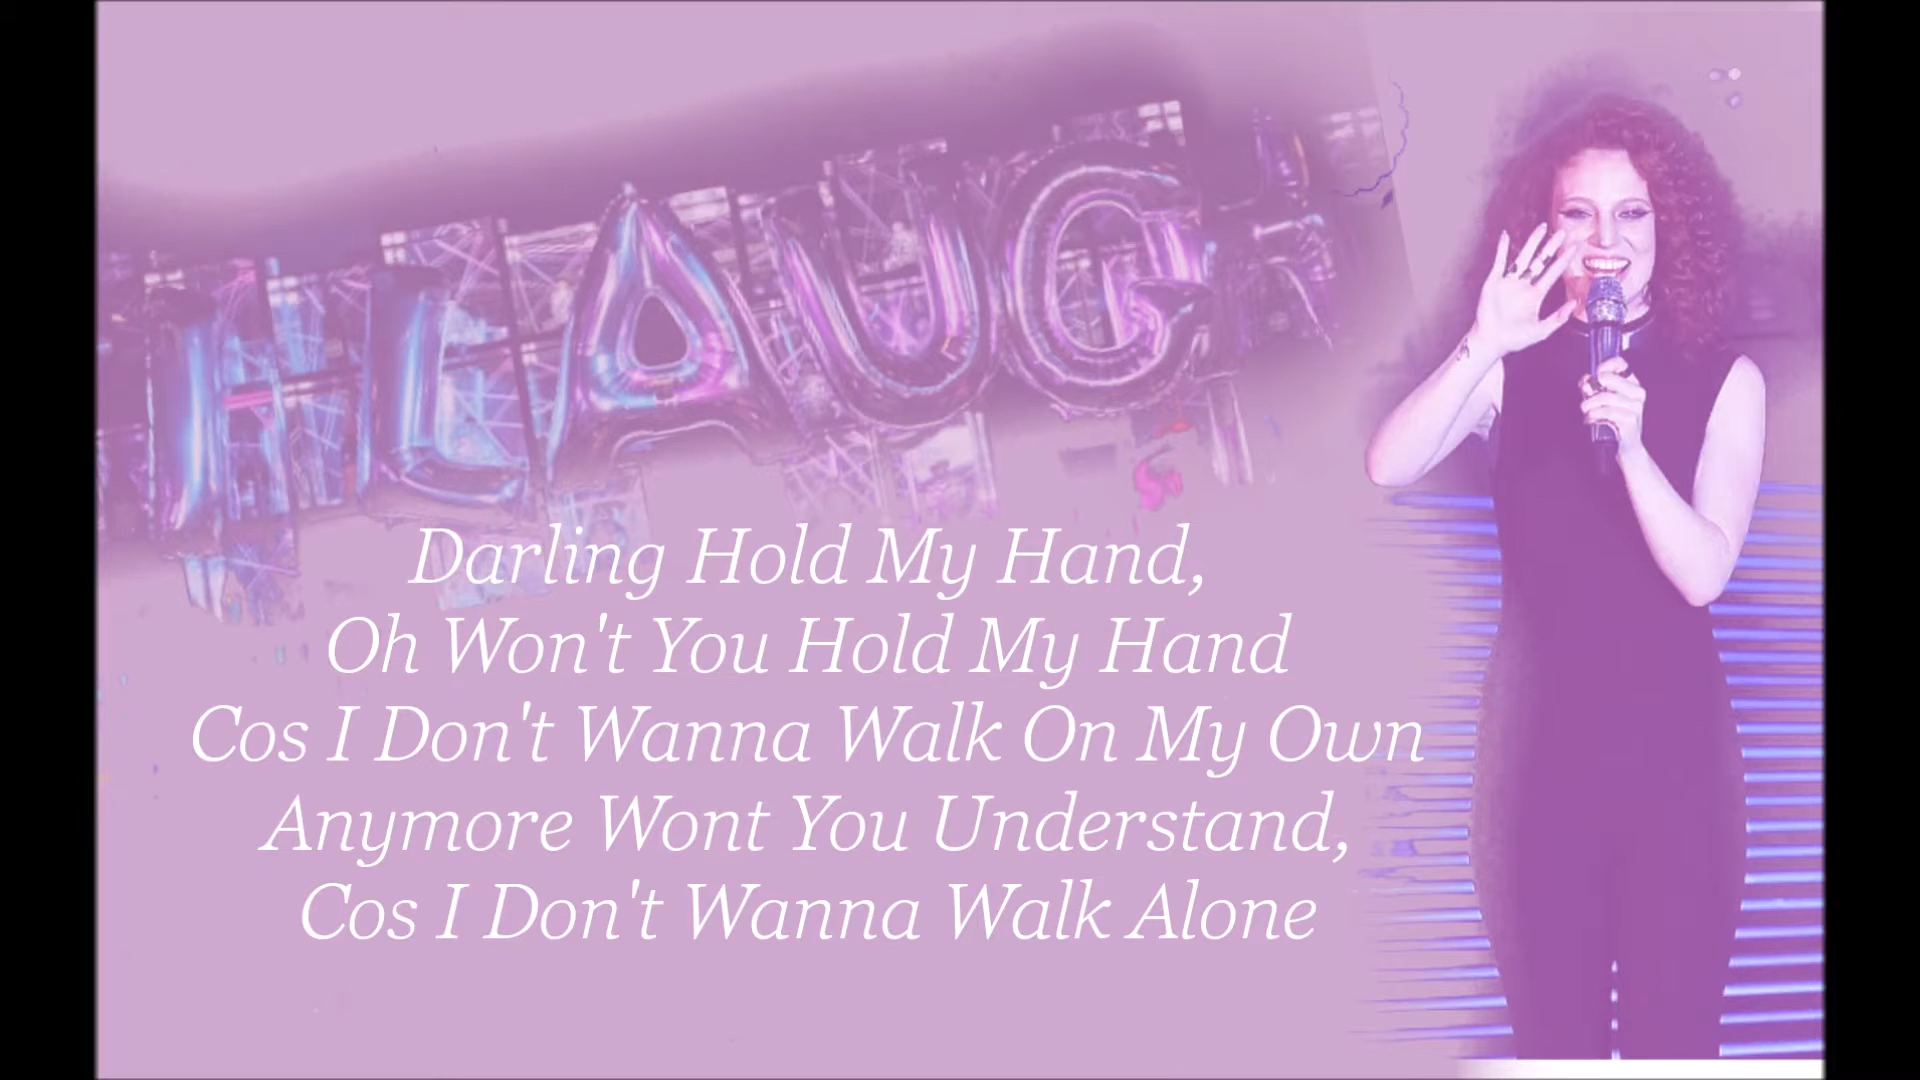 HLAUGH
Darling Hold My Hand,
Oh Won't You Hold My Hand
Cos I Don't Wanna Walk On My Own
Anymore Wont You Understand,
Cos I Don't Wanna Walk Alone